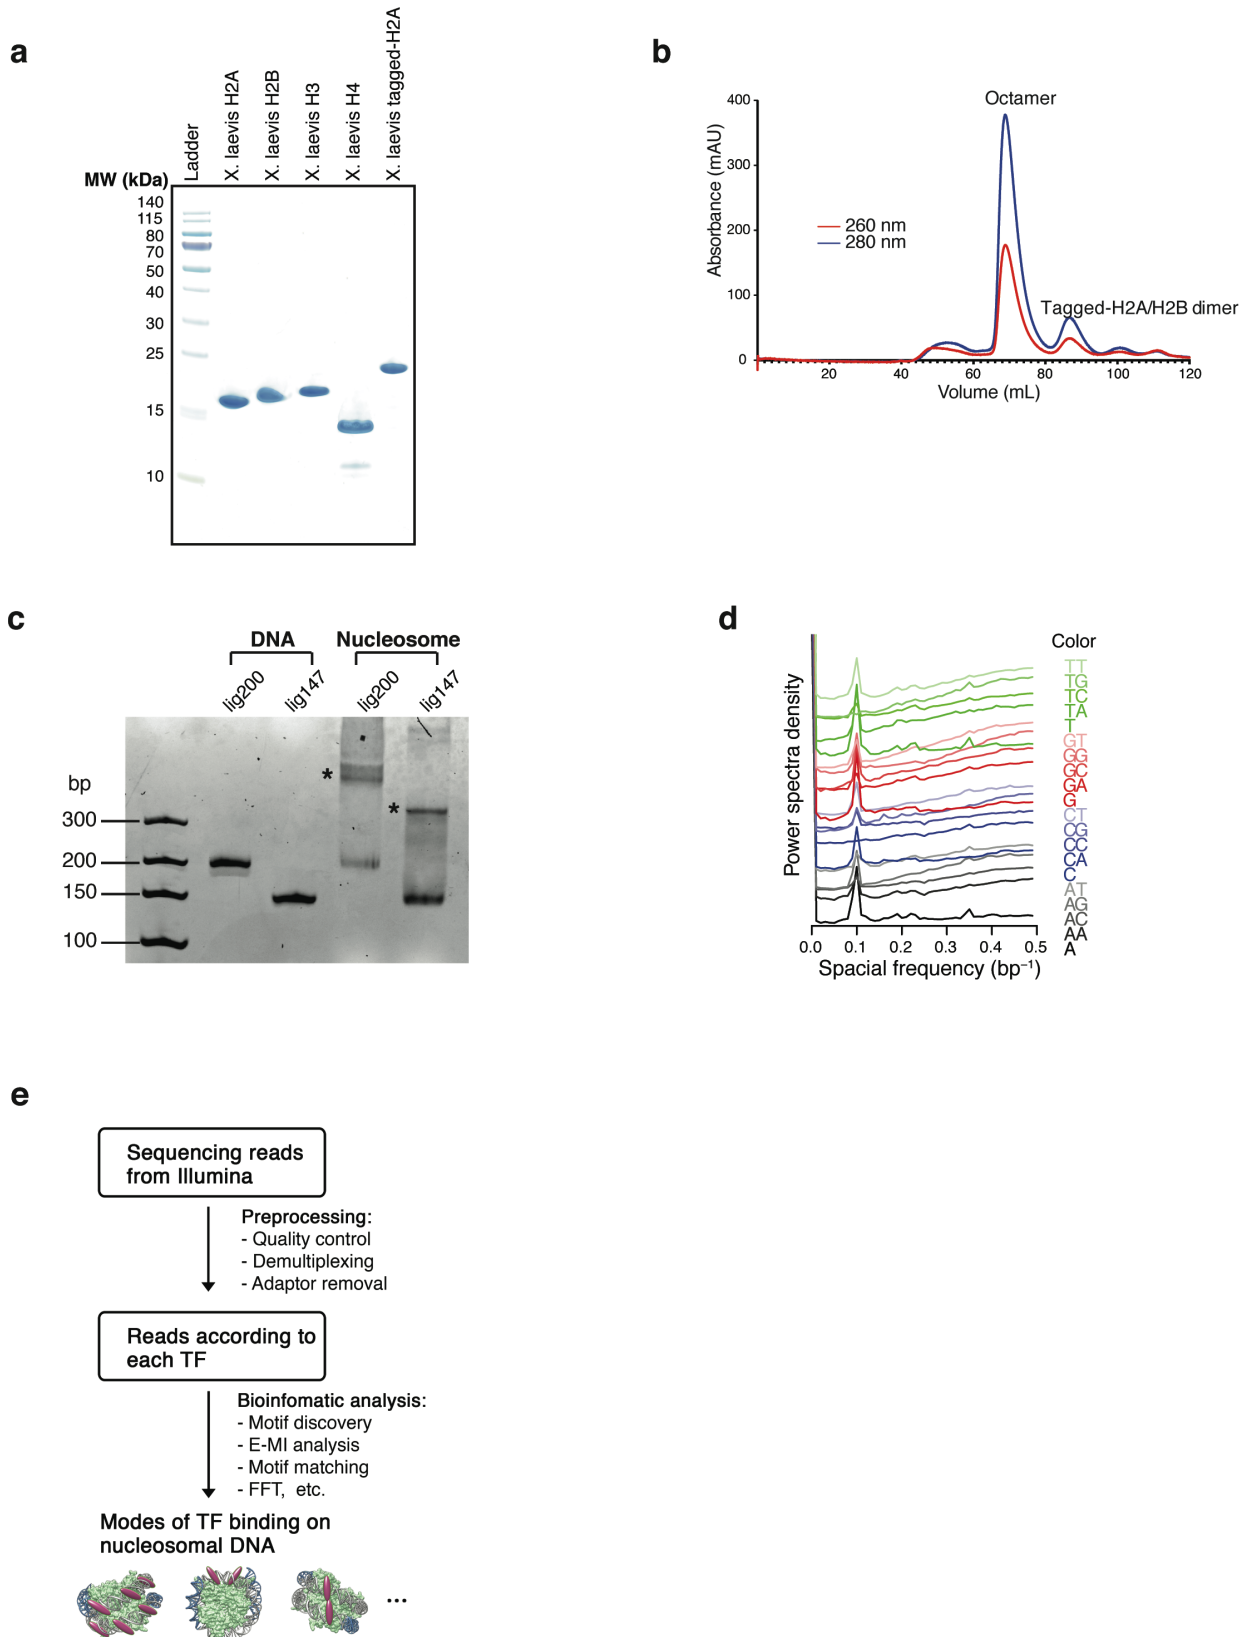 a
MW (kDa)
Ladder
X. laevis H2A
X. laevis H2B
X. laevis H3
X. laevis H4
X. laevis tagged-H2A
140
115
80
70
50
40
30
25
15
10
b
Absorbance (mAU)
400
300
200
100
0
Octamer
260 nm
280 nm
Tagged-H2A/H2B dimer
20
40
60
80
100
120
Volume (mL)
c
DNA
Nucleosome
lig200
lig147
lig200
lig147
bp
300
200
150
100
*
*
d
Power spectra density
Color
TT
TG
TC
TA
T
GT
GG
GC
GA
G
CT
CG
CC
CA
C
AT
AG
AC
AA
A
0.0
0.1
0.2
0.3
0.4
0.5
Spacial frequency (bp⁻¹)
e
Sequencing reads
from Illumina
Preprocessing:
- Quality control
- Demultiplexing
- Adaptor removal
Reads according to
each TF
Bioinfomatic analysis:
- Motif discovery
- E-MI analysis
- Motif matching
- FFT, etc.
Modes of TF binding on
nucleosomal DNA
...